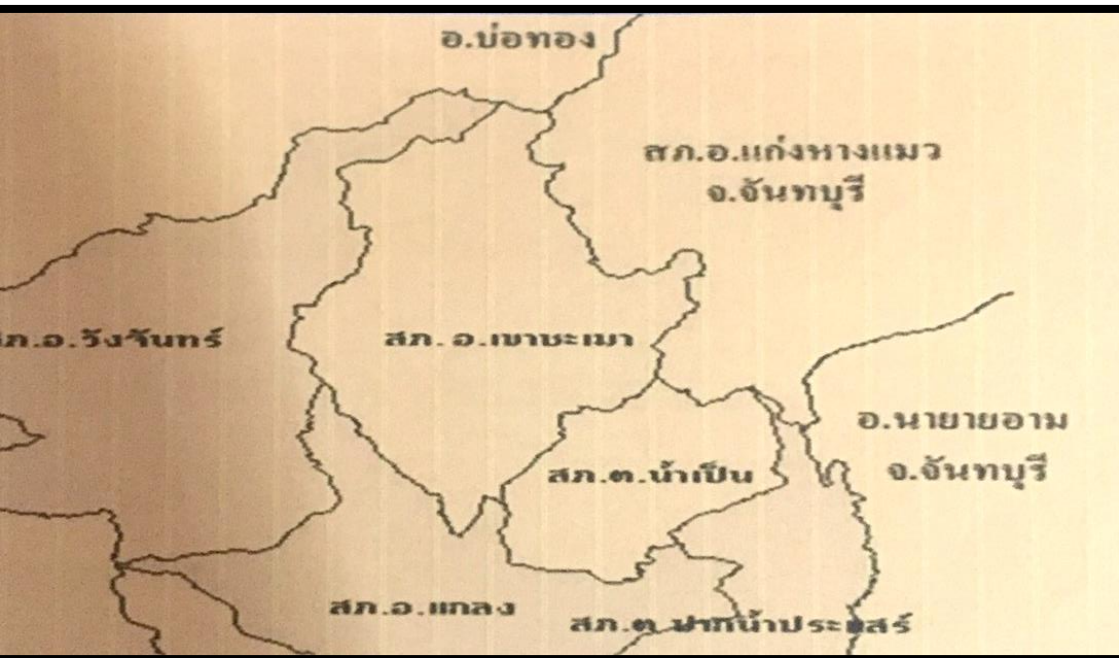 อ.บ่อทอง
สภ.อ.แก่งหางแมว
จ.จันทบุรี
สภ.อ.วังจันทร์
สภ. อ.เขาชะเมา
อ.นายายอาม
จ.จันทบุรี
สภ.ต.น้ำเป็น
สภ.อ.แกลง
สภ.ต ปากน้ำประแสร์